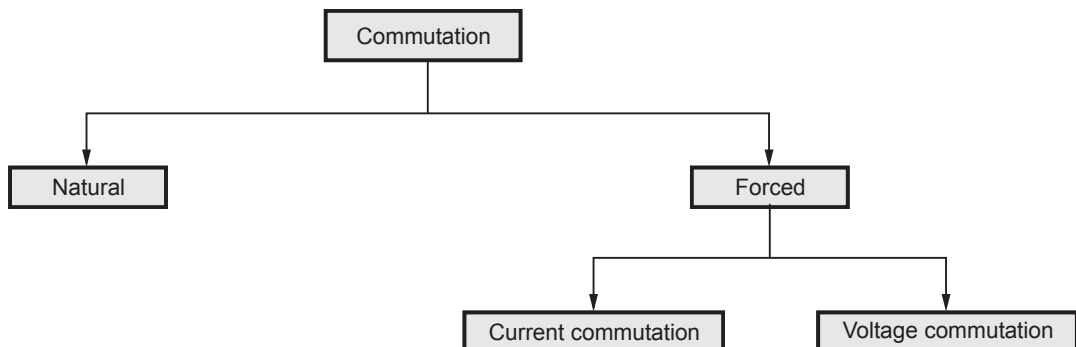 Commutation
Natural
Forced
Current commutation
Voltage commutation